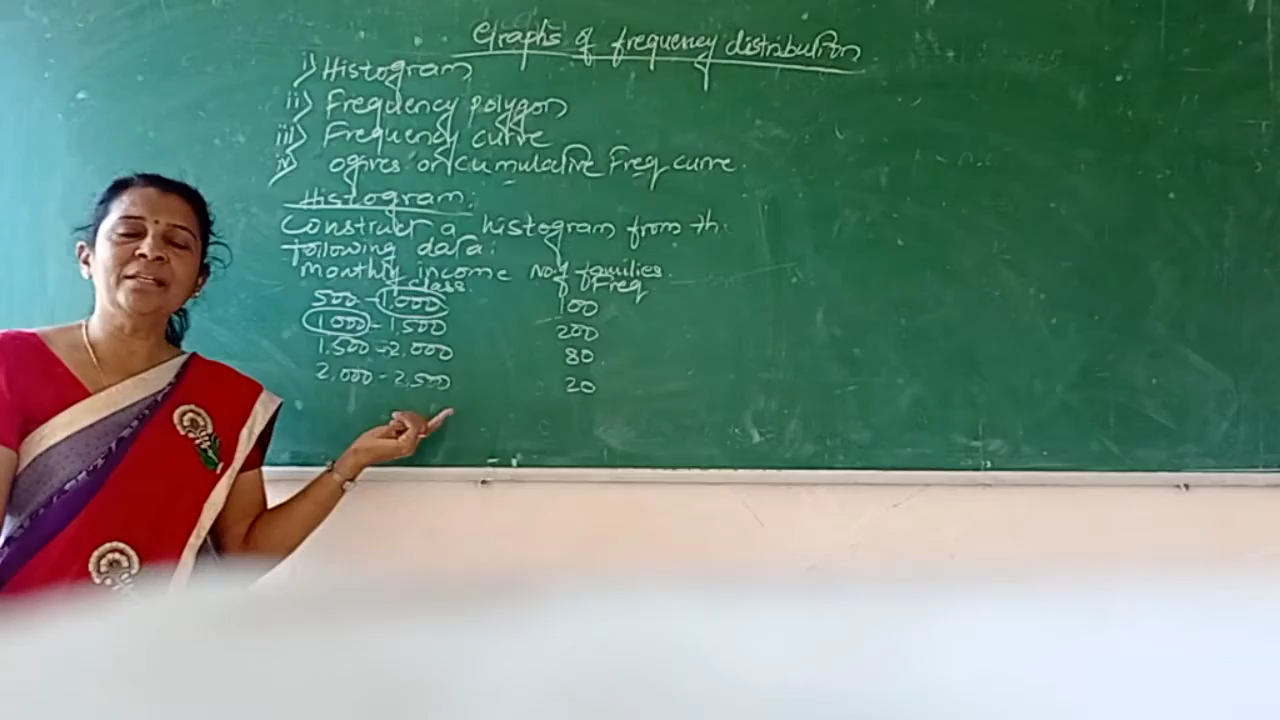 Graphs of frequency distribution
i) Histogram
ii) Frequency polygon
iii) Frequency curve
iv) ogives or cumulative Freq curve.
Histogram:
Construct a histogram from th
following data:
Monthly income No. of families.
class. Freq
500 - 1,000 100
1,000 - 1,500 200
1,500 - 2,000 80
2,000 - 2,500 20